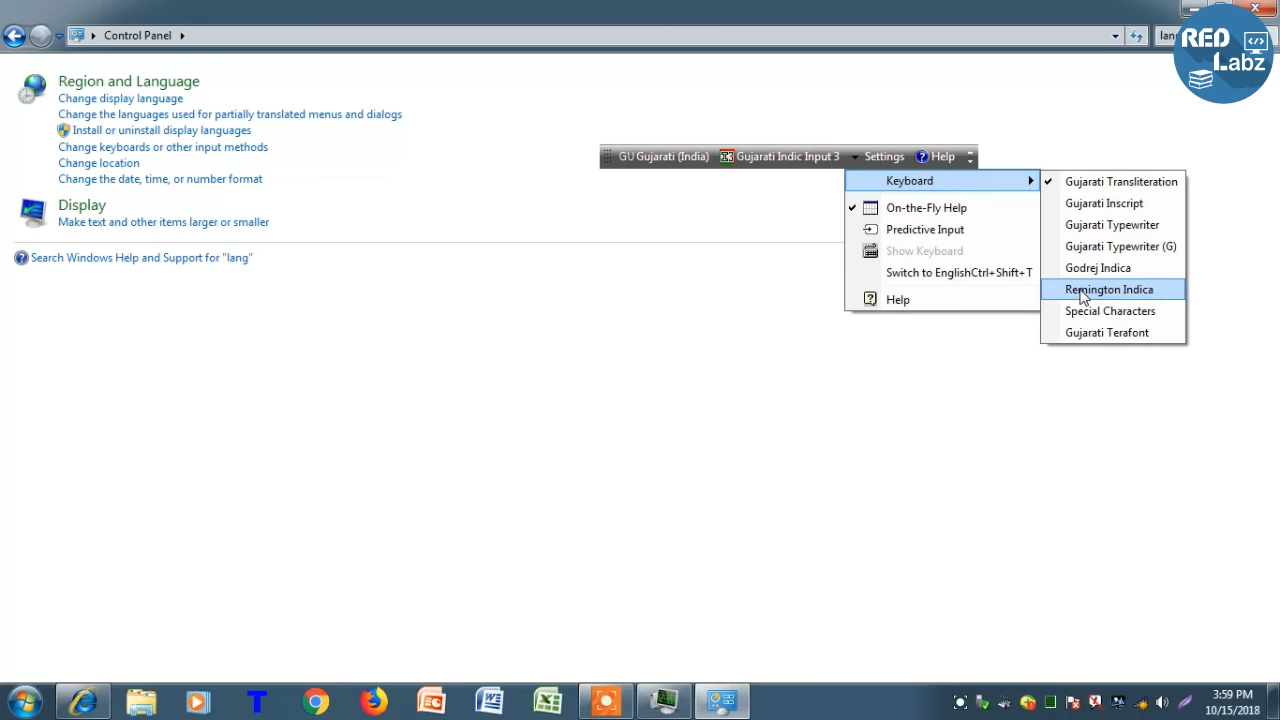 Control Panel
lan
RED
Labz
Region and Language
Change display language
Change the languages used for partially translated menus and dialogs
Install or uninstall display languages
Change keyboards or other input methods
Change location
Change the date, time, or number format
Display
Make text and other items larger or smaller
Search Windows Help and Support for "lang"
GU Gujarati (India) Gujarati Indic Input 3 Settings Help
Keyboard
On-the-Fly Help
Predictive Input
Show Keyboard
Switch to EnglishCtrl+Shift+T
Help
Gujarati Transliteration
Gujarati Inscript
Gujarati Typewriter
Gujarati Typewriter (G)
Godrej Indica
Remington Indica
Special Characters
Gujarati Terafont
T
3:59 PM
10/15/2018